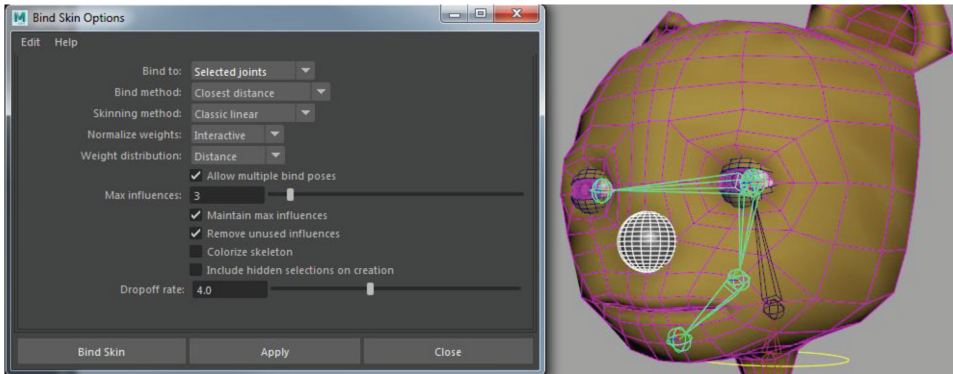 Bind Skin Options
Edit Help
Bind to: Selected joints
Bind method: Closest distance
Skinning method: Classic linear
Normalize weights: Interactive
Weight distribution: Distance
Allow multiple bind poses
Max influences: 3
Maintain max influences
Remove unused influences
Colorize skeleton
Include hidden selections on creation
Dropoff rate: 4.0
Bind Skin Apply Close